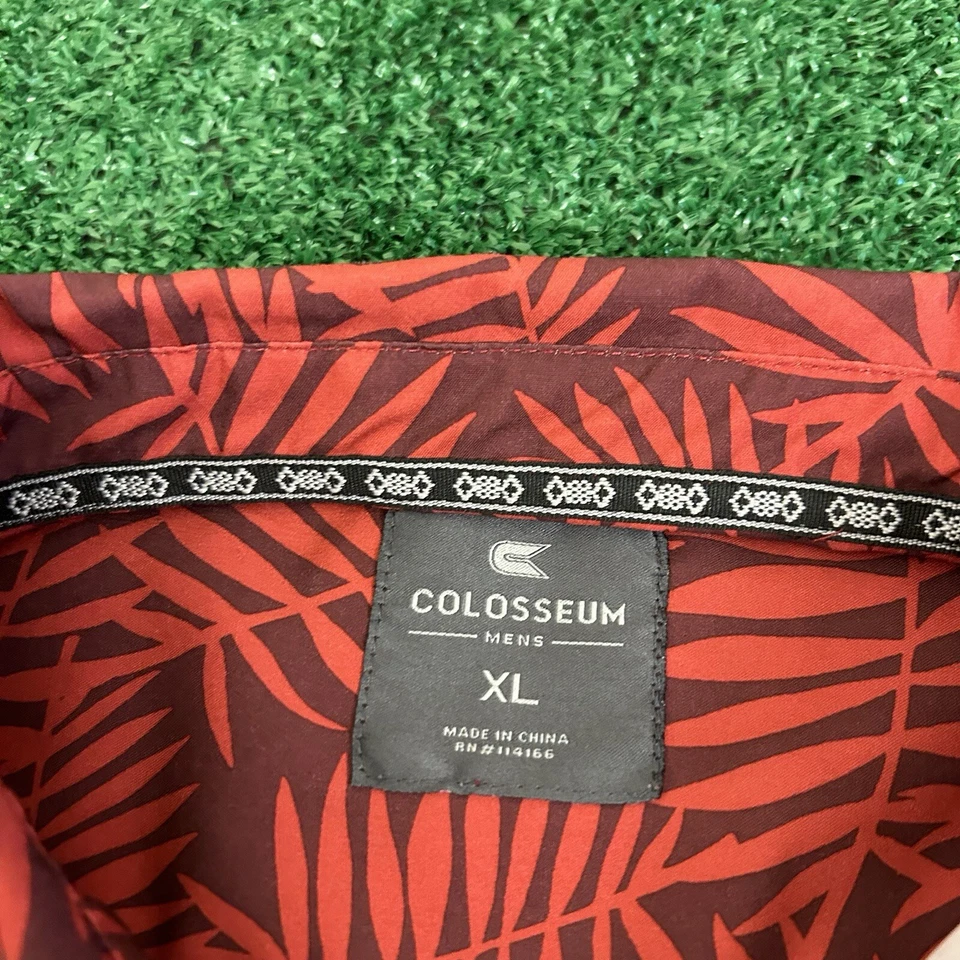 COLOSSEUM
MENS
XL
MADE IN CHINA
RN#114166